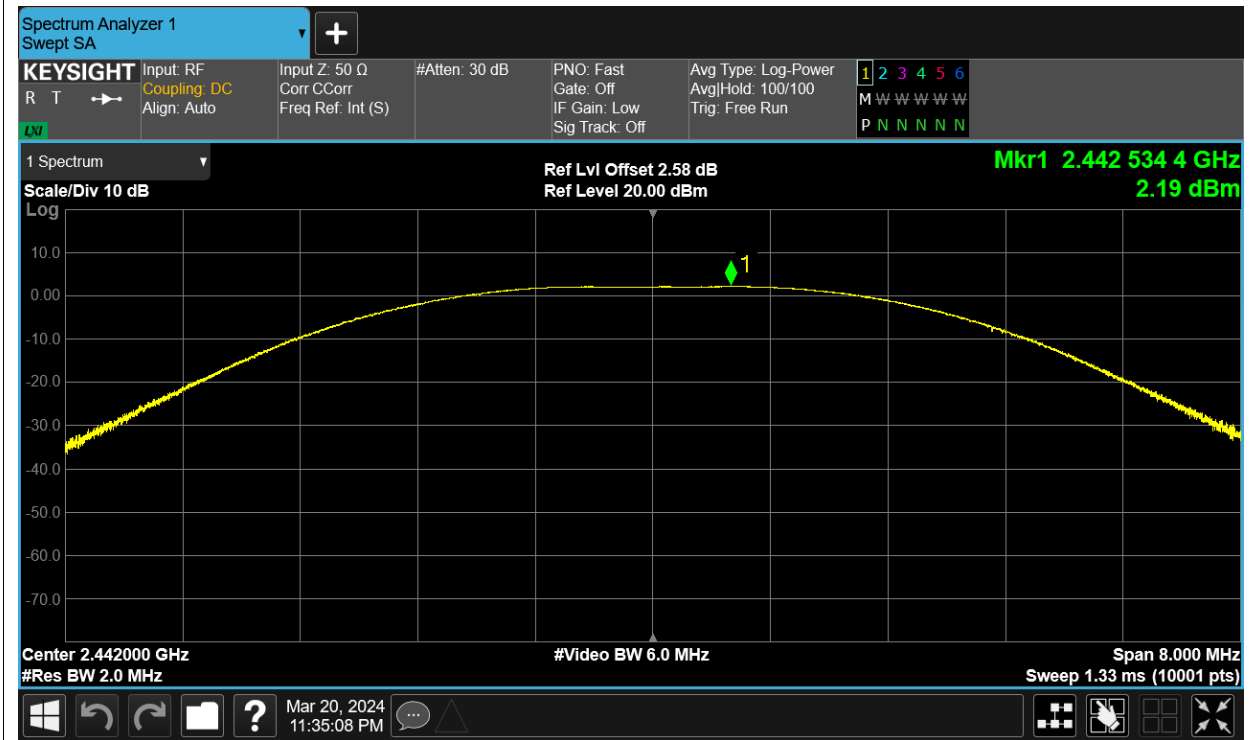 Spectrum Analyzer 1
Swept SA
KEYSIGHT
R T
LXI
Input: RF
Coupling: DC
Align: Auto
Input Z: 50 Ω
Corr CCorr
Freq Ref: Int (S)
#Atten: 30 dB
PNO: Fast
Gate: Off
IF Gain: Low
Sig Track: Off
Avg Type: Log-Power
Avg|Hold: 100/100
Trig: Free Run
1 2 3 4 5 6
M W W W W W
P N N N N N
1 Spectrum
Scale/Div 10 dB
Log
Ref Lvl Offset 2.58 dB
Ref Level 20.00 dBm
Mkr1 2.442 534 4 GHz
2.19 dBm
1
10.0
0.00
-10.0
-20.0
-30.0
-40.0
-50.0
-60.0
-70.0
Center 2.442000 GHz
#Res BW 2.0 MHz
#Video BW 6.0 MHz
Span 8.000 MHz
Sweep 1.33 ms (10001 pts)
?
Mar 20, 2024
11:35:08 PM